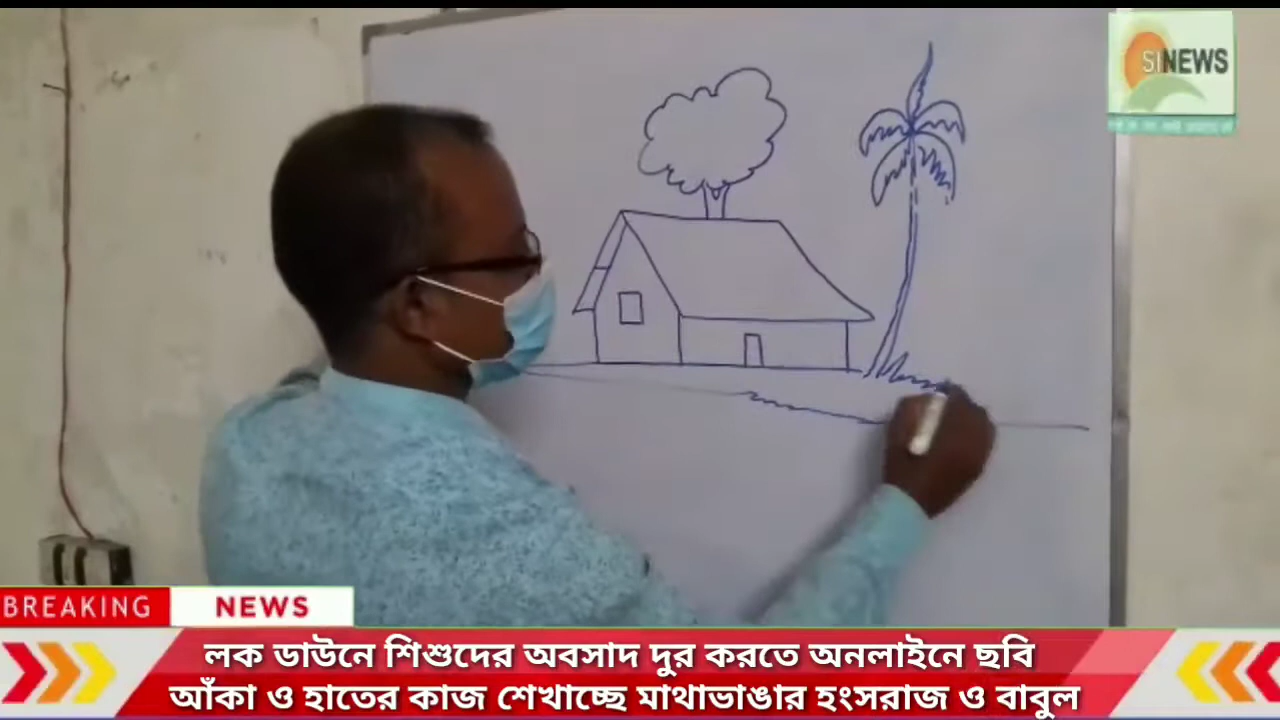 SINEWS
BREAKING NEWS
লক ডাউনে শিশুদের অবসাদ দুর করতে অনলাইনে ছবি
আঁকা ও হাতের কাজ শেখাচ্ছে মাথাভাঙার হংসরাজ ও বাবুল